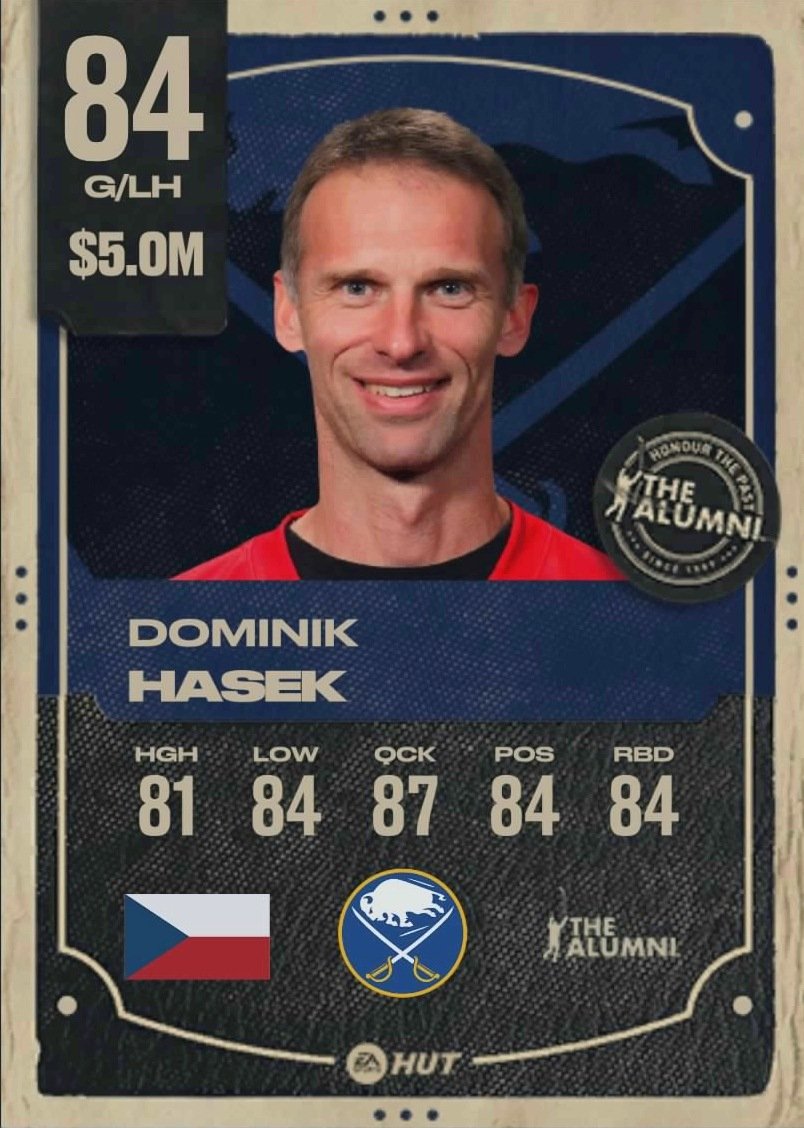 84
G/LH
$5.0M
HONOUR THE PAST
THE
ALUMNI
DOMINIK
HASEK
HGH LOW QCK POS RBD
81 84 87 84 84
THE
ALUMNI
EA HUT